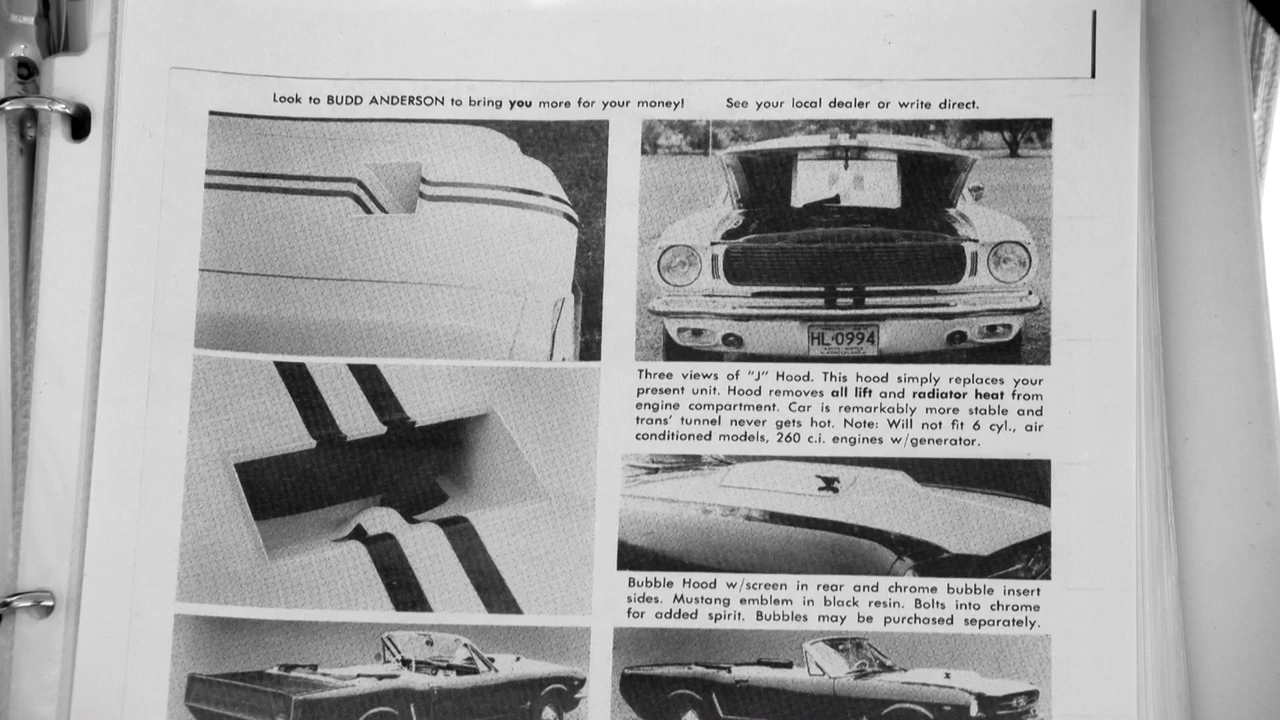 Look to BUDD ANDERSON to bring you more for your money! See your local dealer or write direct.
HL·0994
Three views of "J" Hood. This hood simply replaces your
present unit. Hood removes all lift and radiator heat from
engine compartment. Car is remarkably more stable and
trans' tunnel never gets hot. Note: Will not fit 6 cyl., air
conditioned models, 260 c.i. engines w/generator.
Bubble Hood w/screen in rear and chrome bubble insert
sides. Mustang emblem in black resin. Bolts into chrome
for added spirit. Bubbles may be purchased separately.